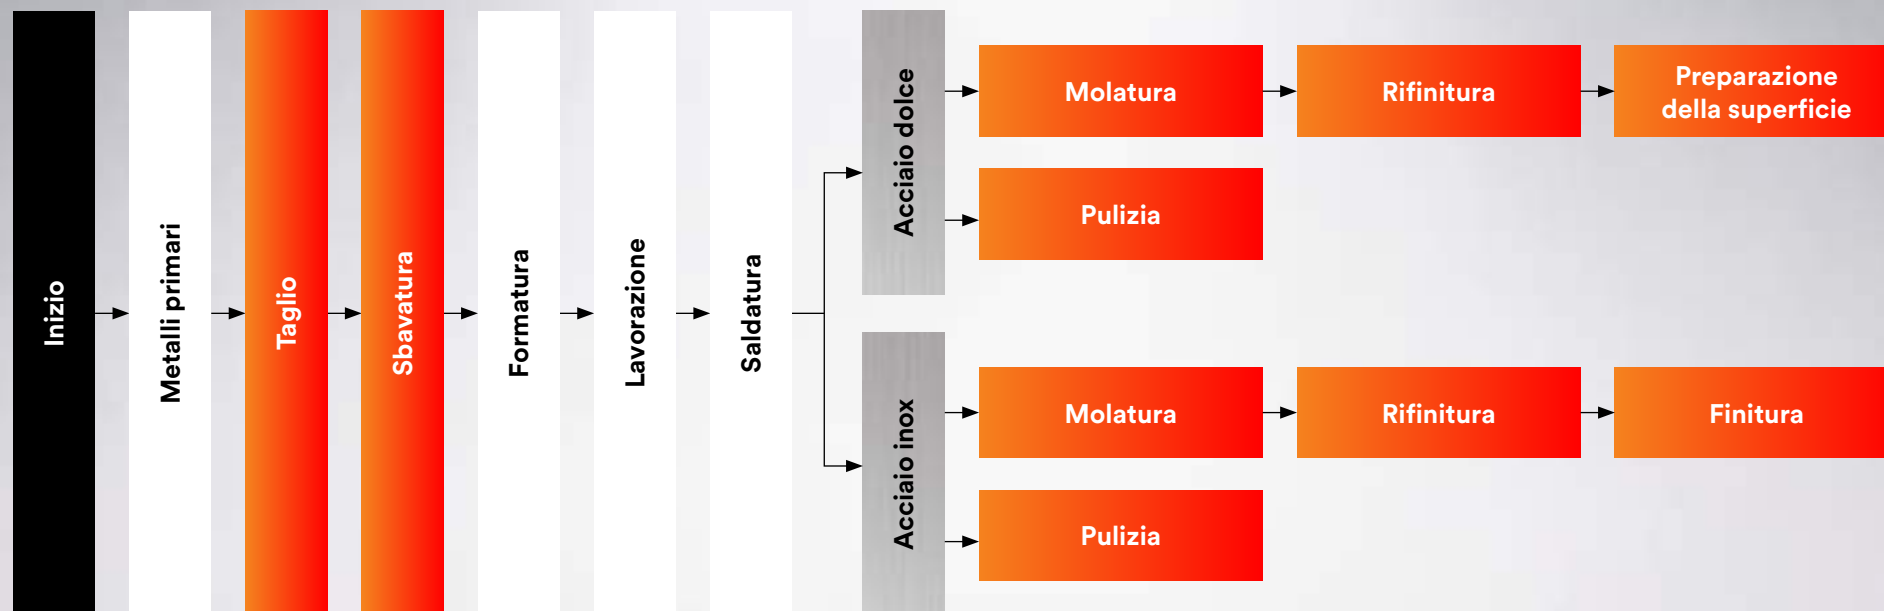 Inizio
Metalli primari
Taglio
Sbavatura
Formatura
Lavorazione
Saldatura
Acciaio dolce
Molatura
Rifinitura
Preparazione
della superficie
Pulizia
Acciaio inox
Molatura
Rifinitura
Finitura
Pulizia